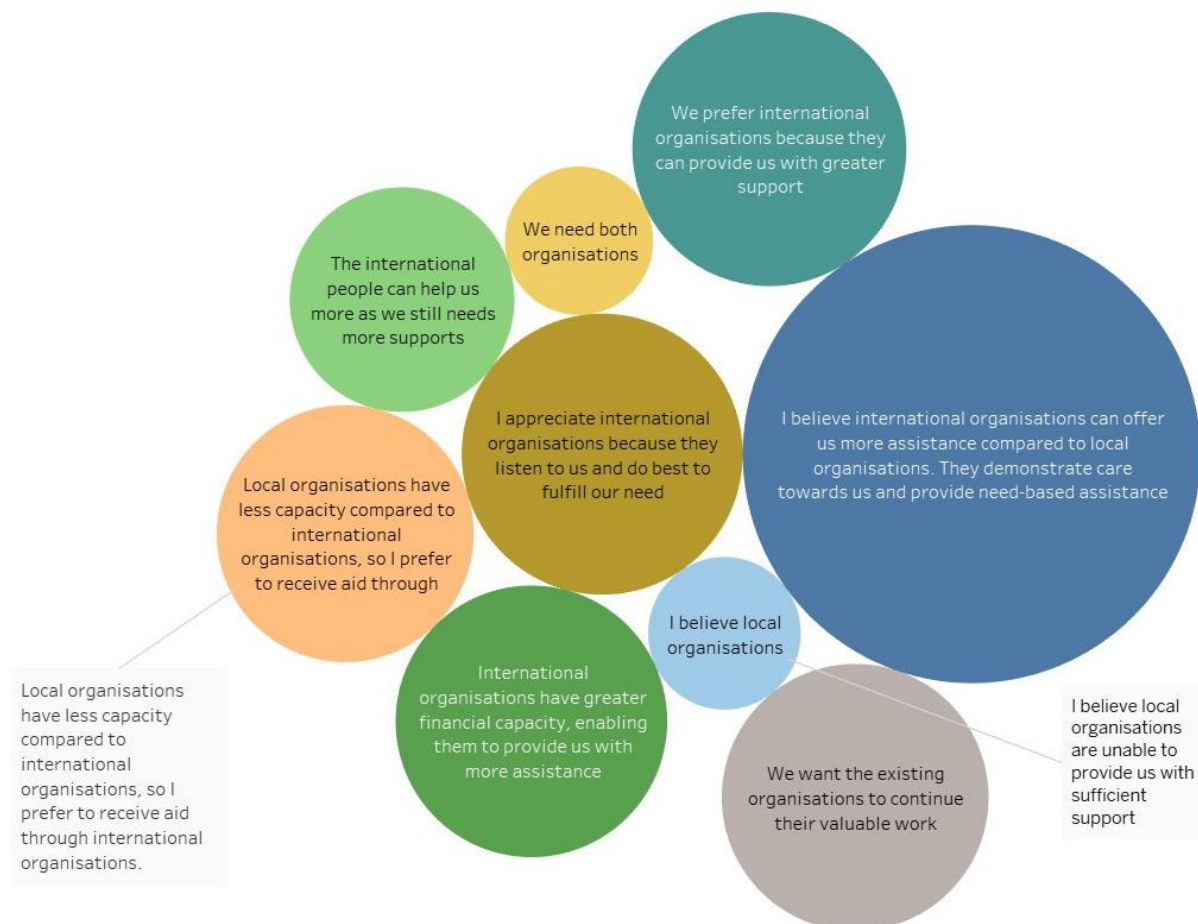 We prefer international
organisations because they
can provide us with greater
support
We need both
organisations
The international
people can help us
more as we still needs
more supports
I appreciate international
organisations because they
listen to us and do best to
fulfill our need
I believe international organisations can offer
us more assistance compared to local
organisations. They demonstrate care
towards us and provide need-based assistance
Local organisations have
less capacity compared to
international
organisations, so I prefer
to receive aid through
I believe local
organisations
International
organisations have greater
financial capacity, enabling
them to provide us with
more assistance
We want the existing
organisations to continue
their valuable work
Local organisations
have less capacity
compared to
international
organisations, so I
prefer to receive aid
through international
organisations.
I believe local
organisations
are unable to
provide us with
sufficient
support